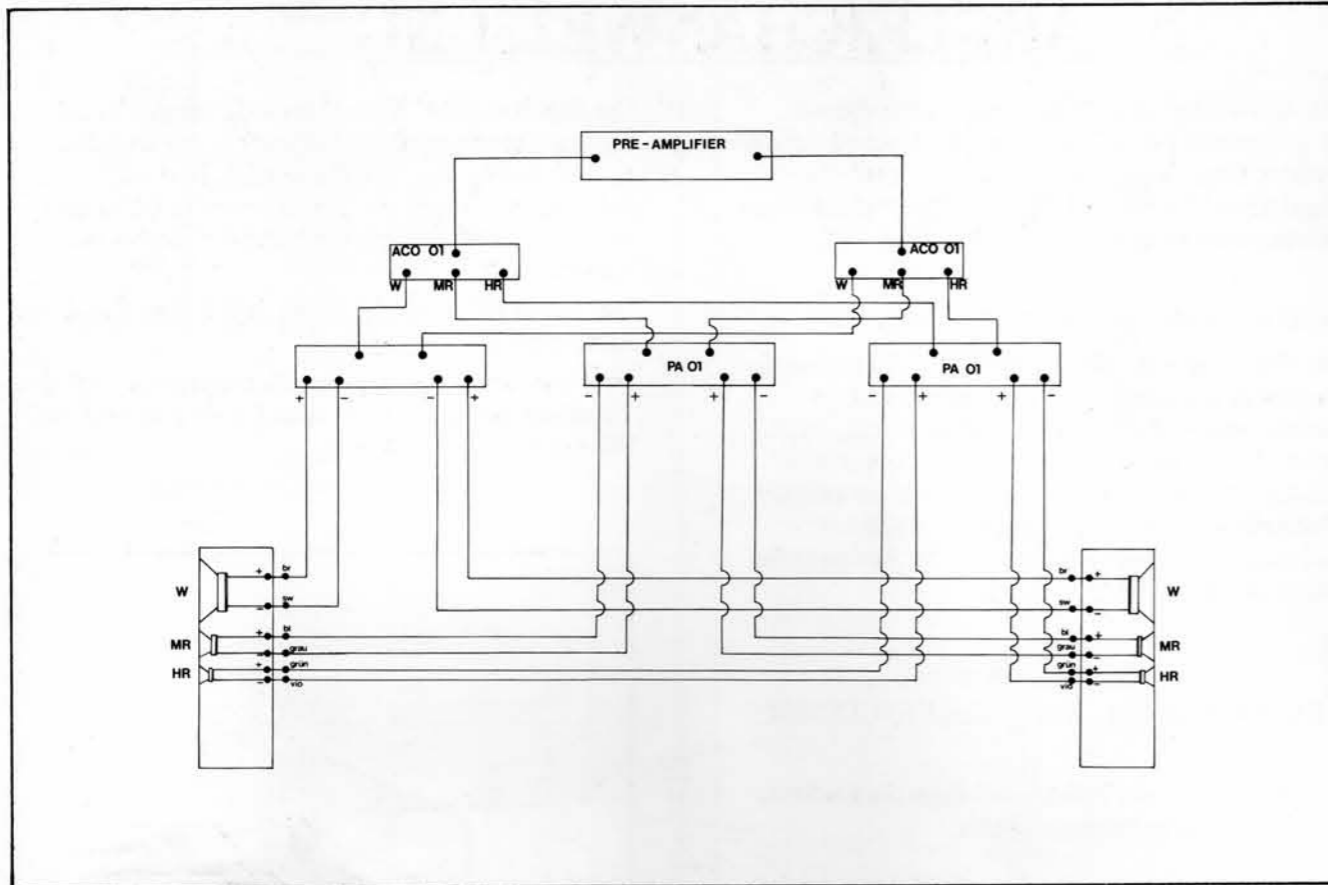 PRE - AMPLIFIER
ACO 01
ACO 01
W MR HR
W MR HR
PA 01
PA 01
+ - - +
- + + -
- + + -
W
+ br
- sw
MR
+ bl
- grau
HR
+ grün
- vio
br +
sw -
W
bl +
grau -
MR
grün +
vio -
HR